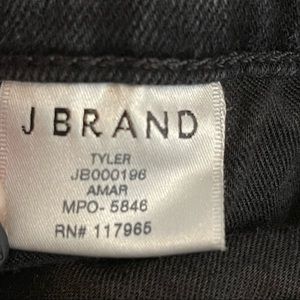 J BRAND
TYLER
JB000196
AMAR
MPO- 5846
RN# 117965